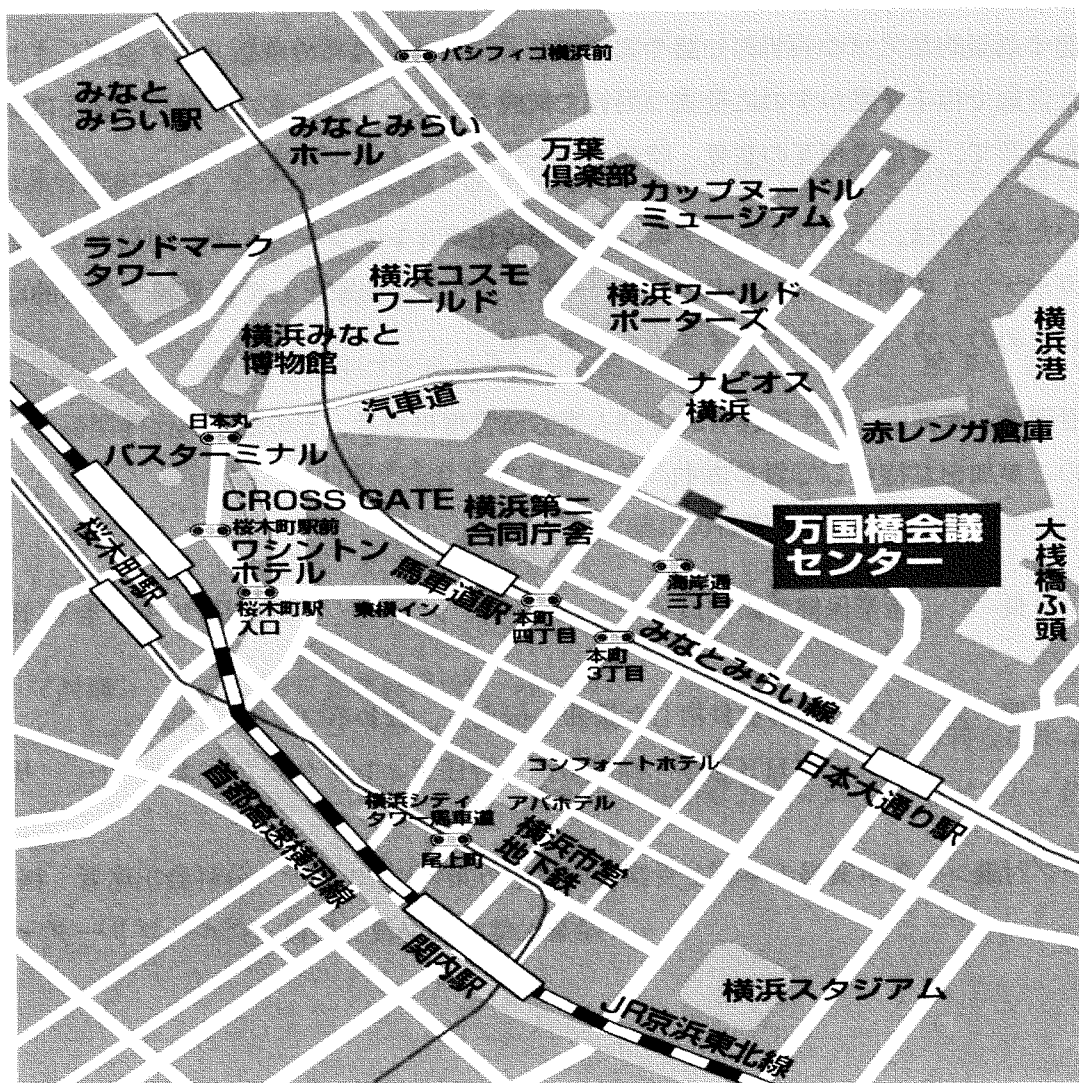 パシフィコ横浜前
みなと
みらい駅
みなとみらい
ホール
万葉
倶楽部
カップヌードル
ミュージアム
ランドマーク
タワー
横浜コスモ
ワールド
横浜ワールド
ポーターズ
横浜港
横浜みなと
博物館
汽車道
ナビオス
横浜
日本丸
赤レンガ倉庫
バスターミナル
CROSS GATE
横浜第二
合同庁舎
万国橋会議
センター
大桟橋ふ頭
桜木町駅前
ワシントン
ホテル
桜木町駅
馬車道駅
海岸通
三丁目
桜木町駅
入口
東横イン
本町
四丁目
本町
3丁目
みなとみらい線
コンフォートホテル
日本大通り駅
首都高速横羽線
横浜シティ
タワー馬車道
アパホテル
尾上町
横浜市営
地下鉄
関内駅
横浜スタジアム
JR京浜東北線